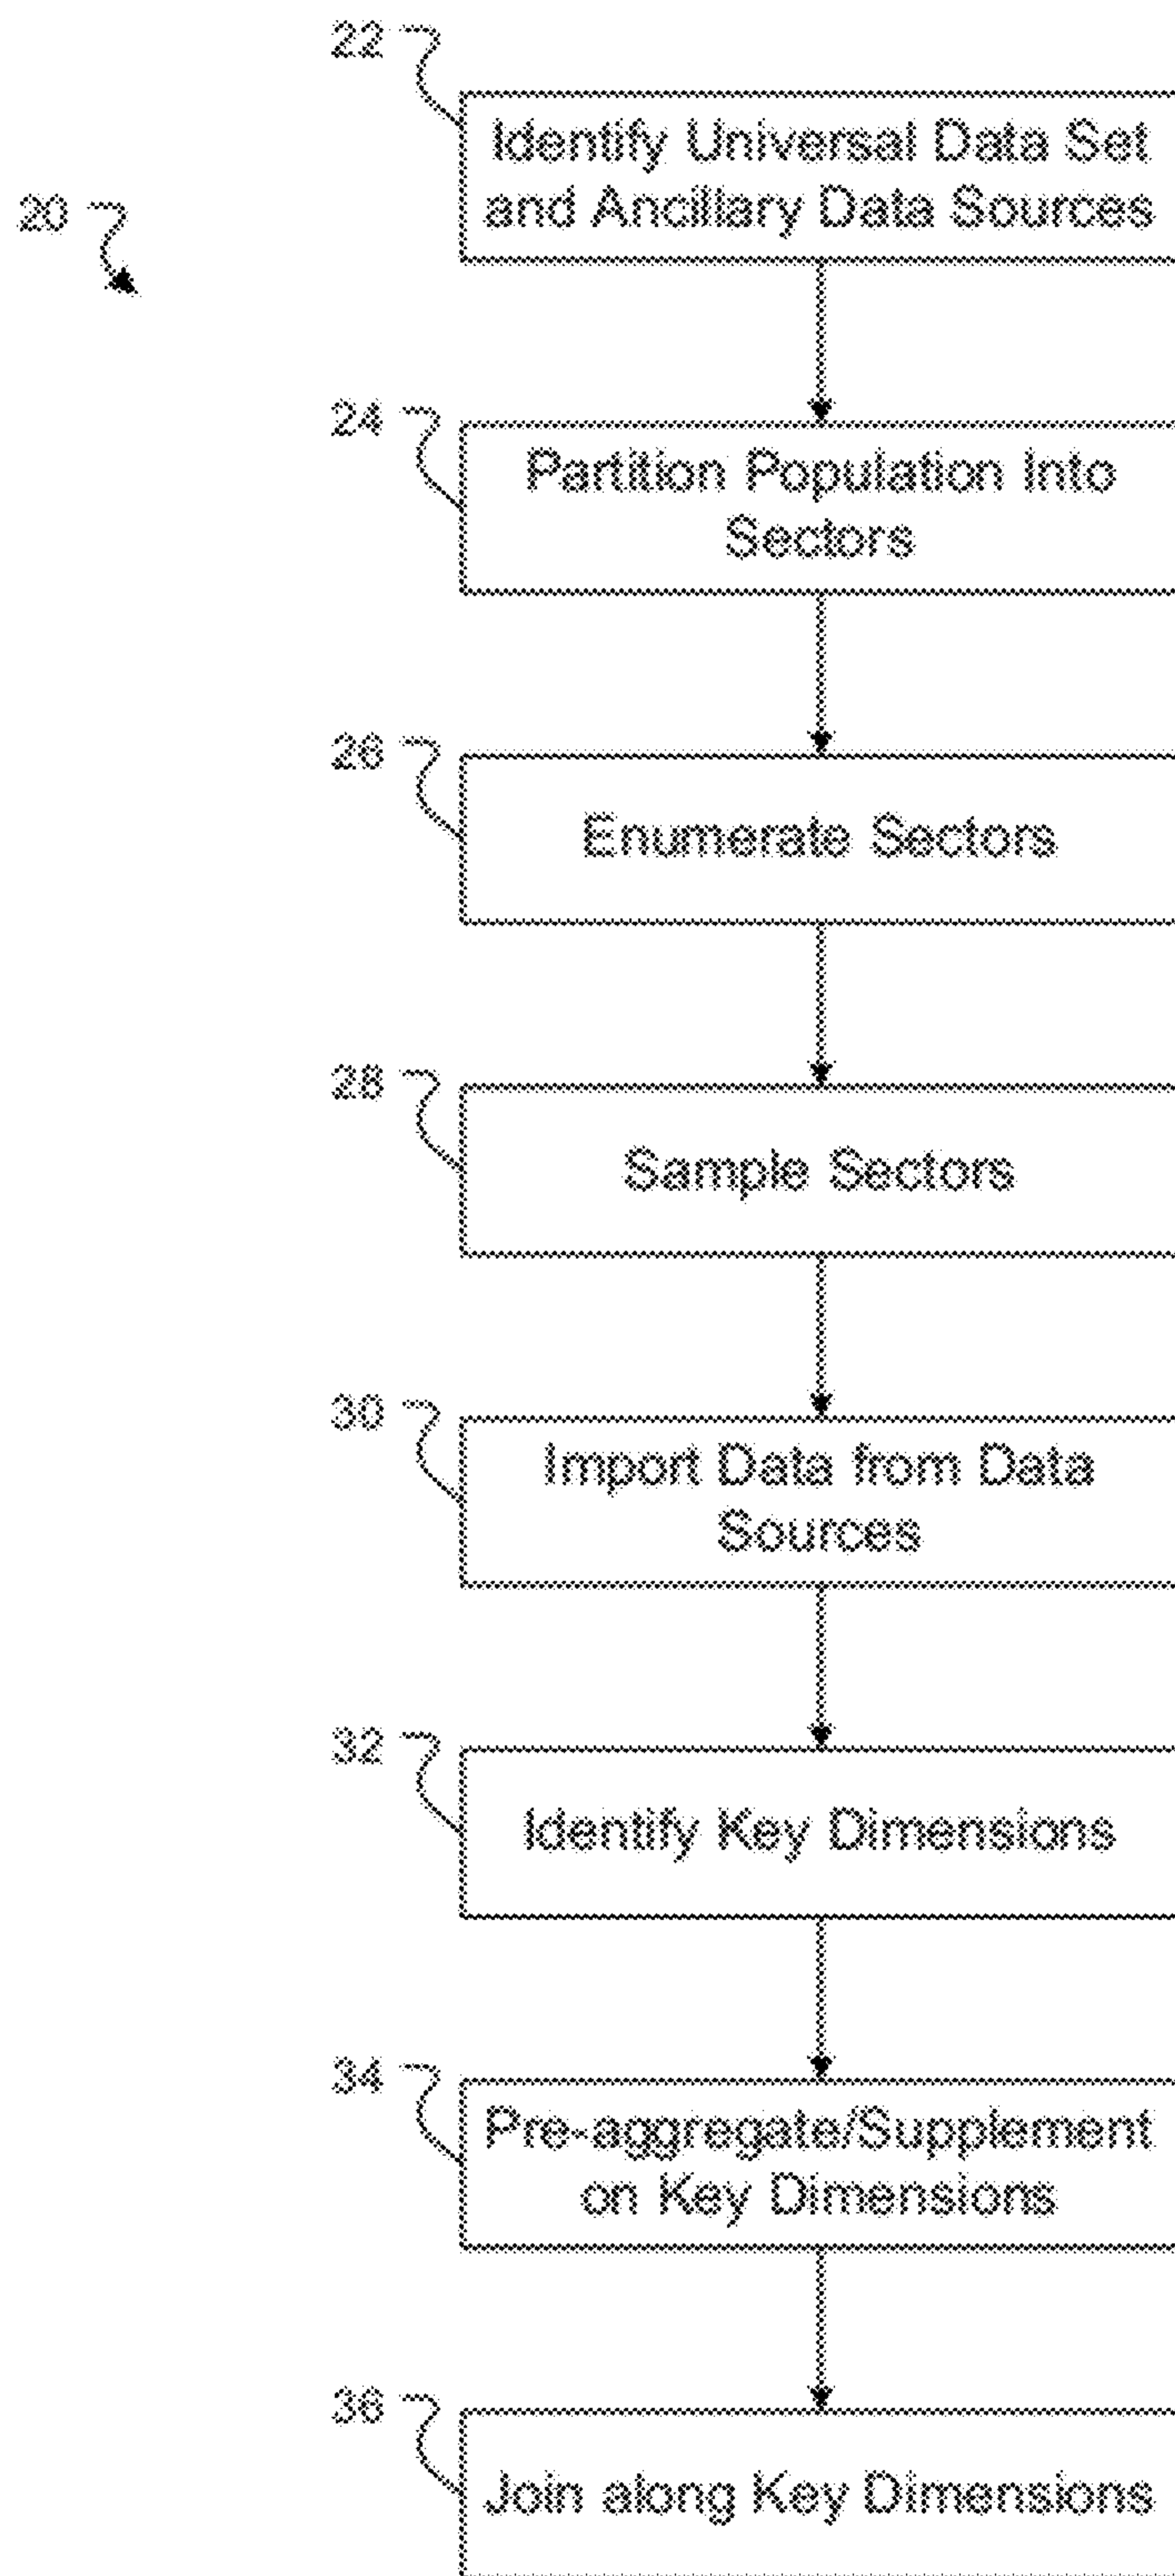 22
Identify Universal Data Set
and Ancillary Data Sources
20
24
Partition Population Into
Sectors
26
Enumerate Sectors
28
Sample Sectors
30
Import Data from Data
Sources
32
Identify Key Dimensions
34
Pre-aggregate/Supplement
on Key Dimensions
36
Join along Key Dimensions